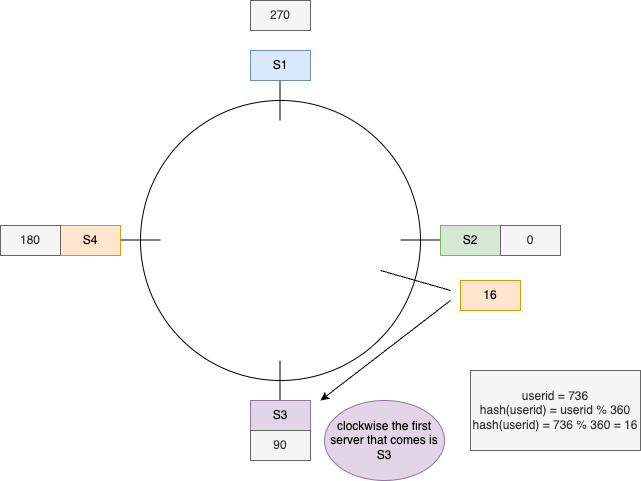 270
S1
180
S4
S2
0
16
S3
90
clockwise the first
server that comes is
S3
userid = 736
hash(userid) = userid % 360
hash(userid) = 736 % 360 = 16